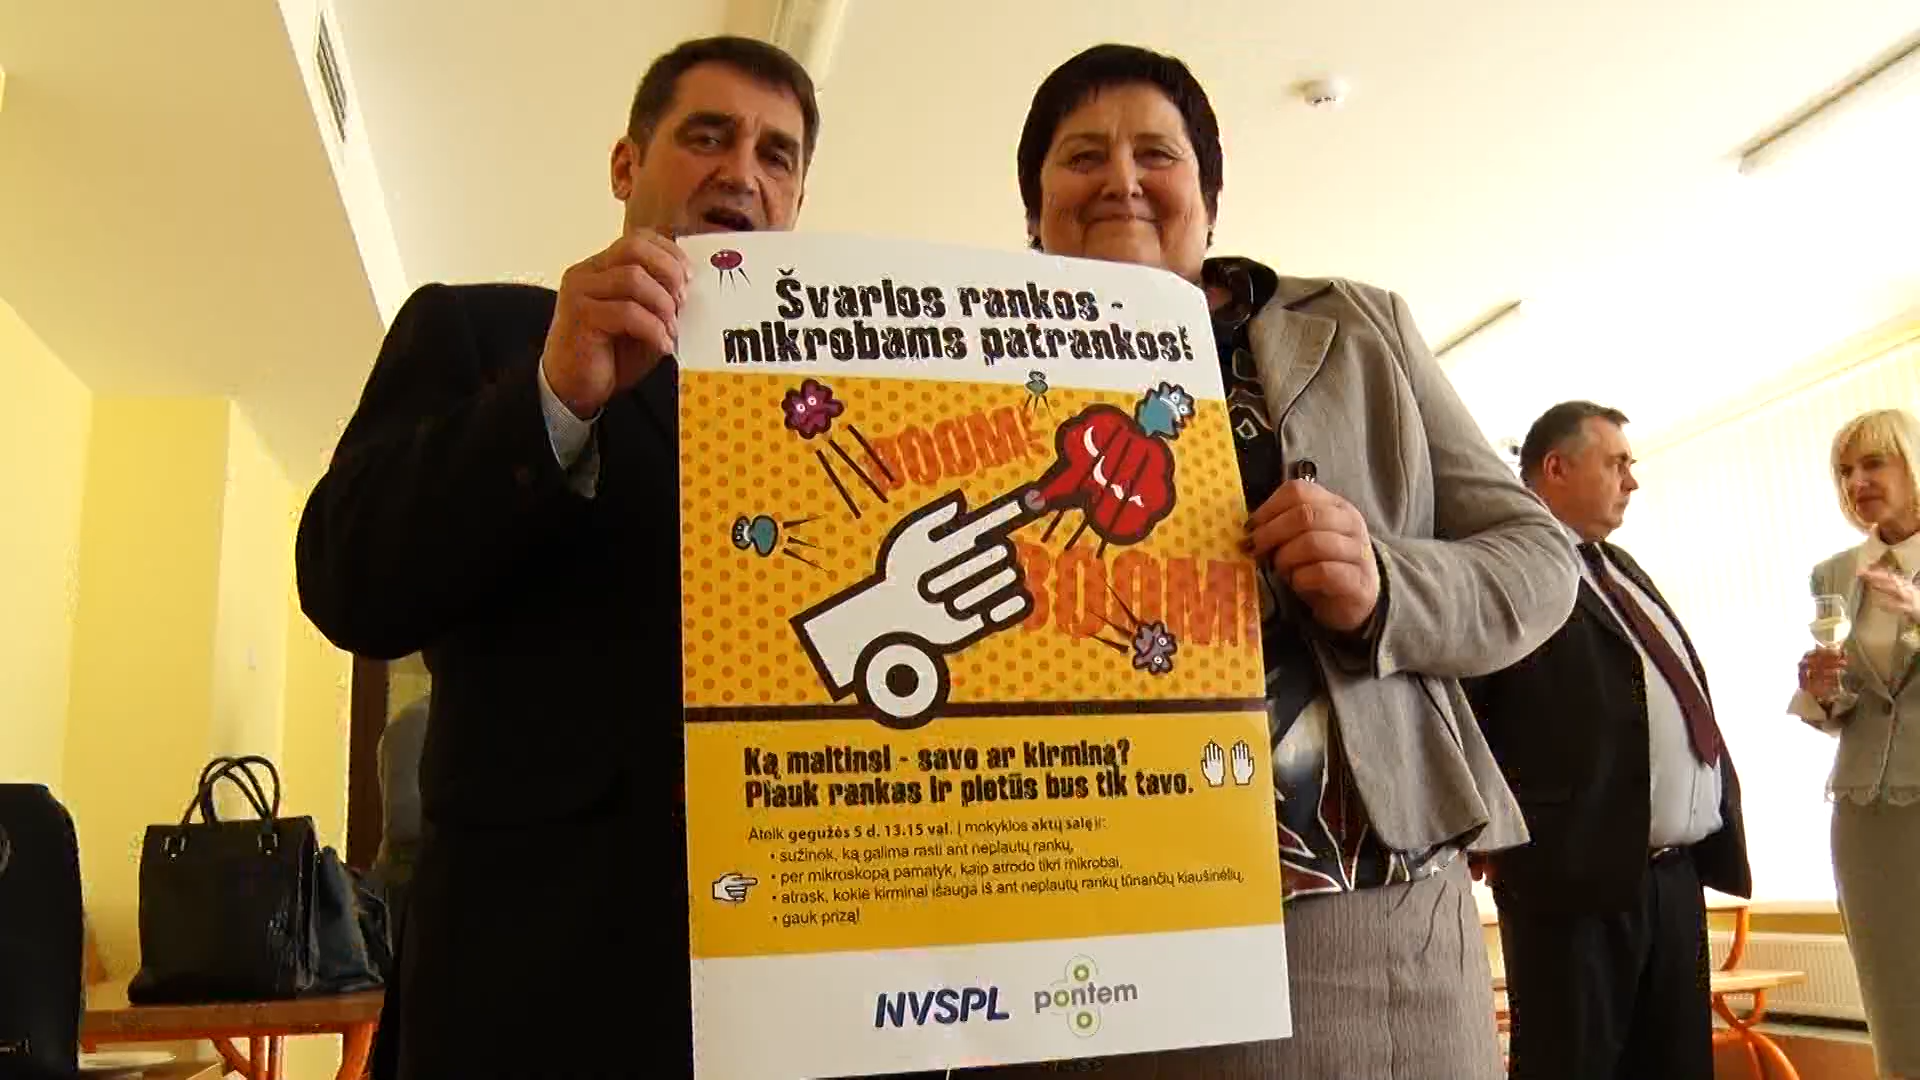 Švarios rankos -
mikrobams patrankos!
BOOM!
BOOM!
Ką maitinsi - save ar kirminą?
Plauk rankas ir pietūs bus tik tavo.
Ateik gegužės 5 d. 13.15 val. į mokyklos aktų salę ir:
• sužinok, ką galima rasti ant neplautų rankų,
• per mikroskopą pamatyk, kaip atrodo tikri mikrobai,
• atrask, kokie kirminai išauga iš ant neplautų rankų tūnančių kiaušinėlių,
• gauk prizą!
NVSPL pontem